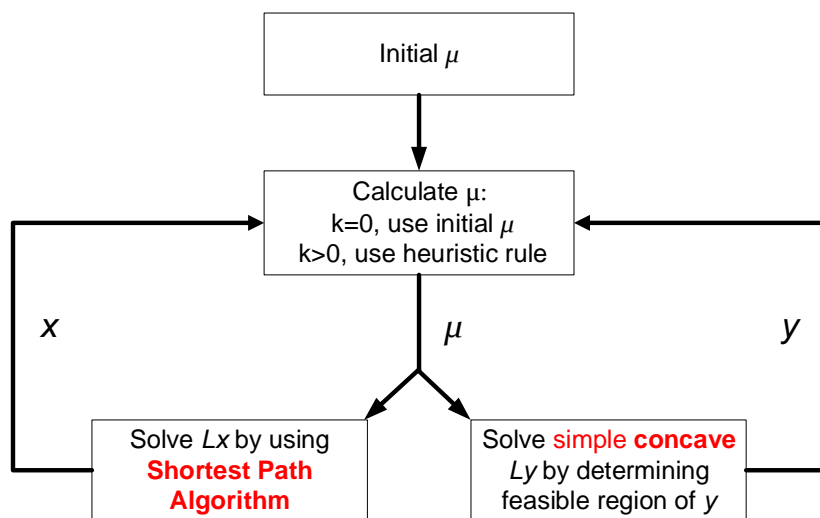 Initial μ
Calculate μ:
k=0, use initial μ
k>0, use heuristic rule
x
μ
y
Solve Lx by using
Shortest Path
Algorithm
Solve simple concave
Ly by determining
feasible region of y